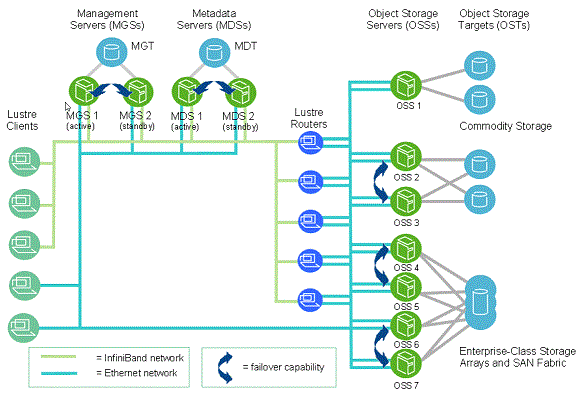 Management
Servers (MGSs)
Metadata
Servers (MDSs)
Object Storage
Servers (OSSs)
Object Storage
Targets (OSTs)
MGT
MDT
OSS 1
Lustre
Clients
MGS 1
(active)
MGS 2
(standby)
MDS 1
(active)
MDS 2
(standby)
Lustre
Routers
Commodity Storage
OSS 2
OSS 3
OSS 4
OSS 5
OSS 6
OSS 7
Enterprise-Class Storage
Arrays and SAN Fabric
= InfiniBand network
= Ethernet network
= failover capability